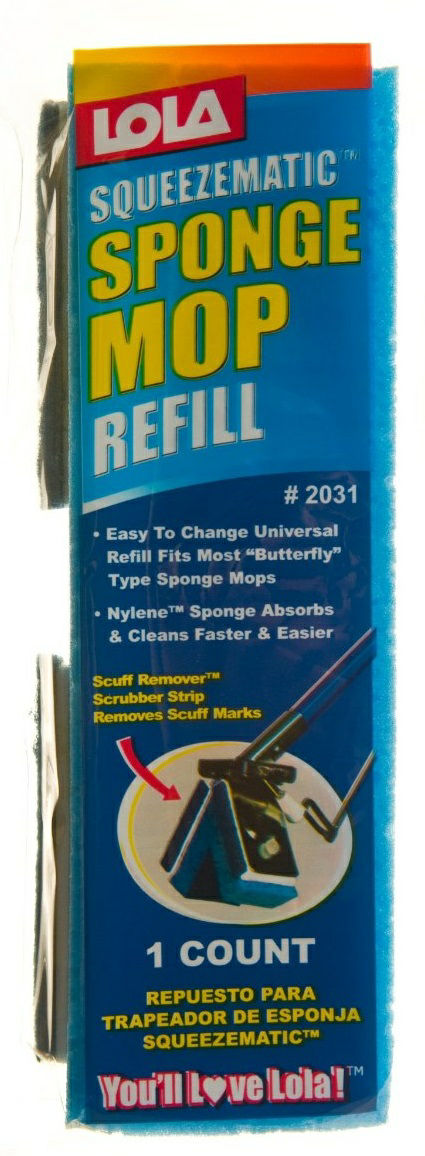 LOLA
SQUEEZEMATIC™
SPONGE
MOP
REFILL
# 2031
• Easy To Change Universal
Refill Fits Most “Butterfly”
Type Sponge Mops
• Nylene™ Sponge Absorbs
& Cleans Faster & Easier
Scuff Remover™
Scrubber Strip
Removes Scuff Marks
1 COUNT
REPUESTO PARA
TRAPEADOR DE ESPONJA
SQUEEZEMATIC™
You'll L♥ve Lola!™